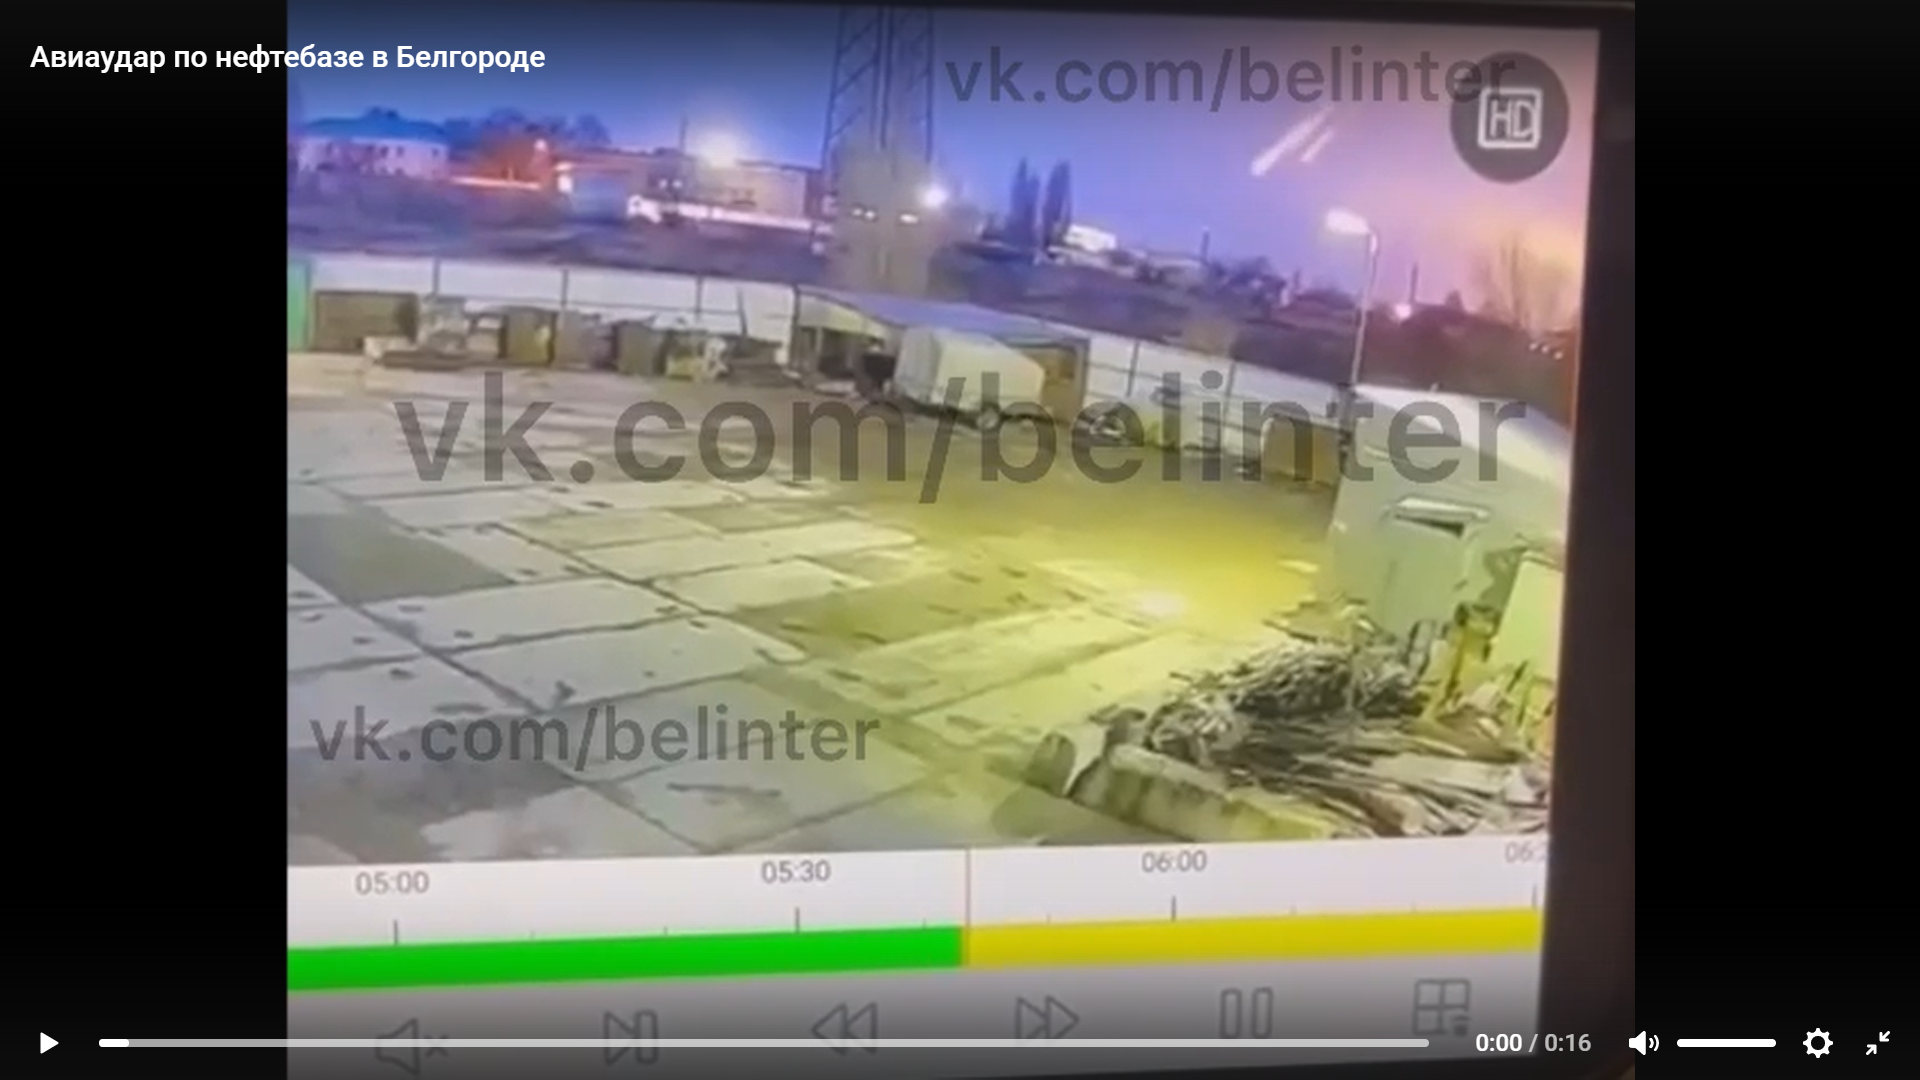 Авиаудар по нефтебазе в Белгороде
vk.com/belinter
HD
vk.com/belinter
vk.com/belinter
05:00
05:30
06:00
0:00 / 0:16